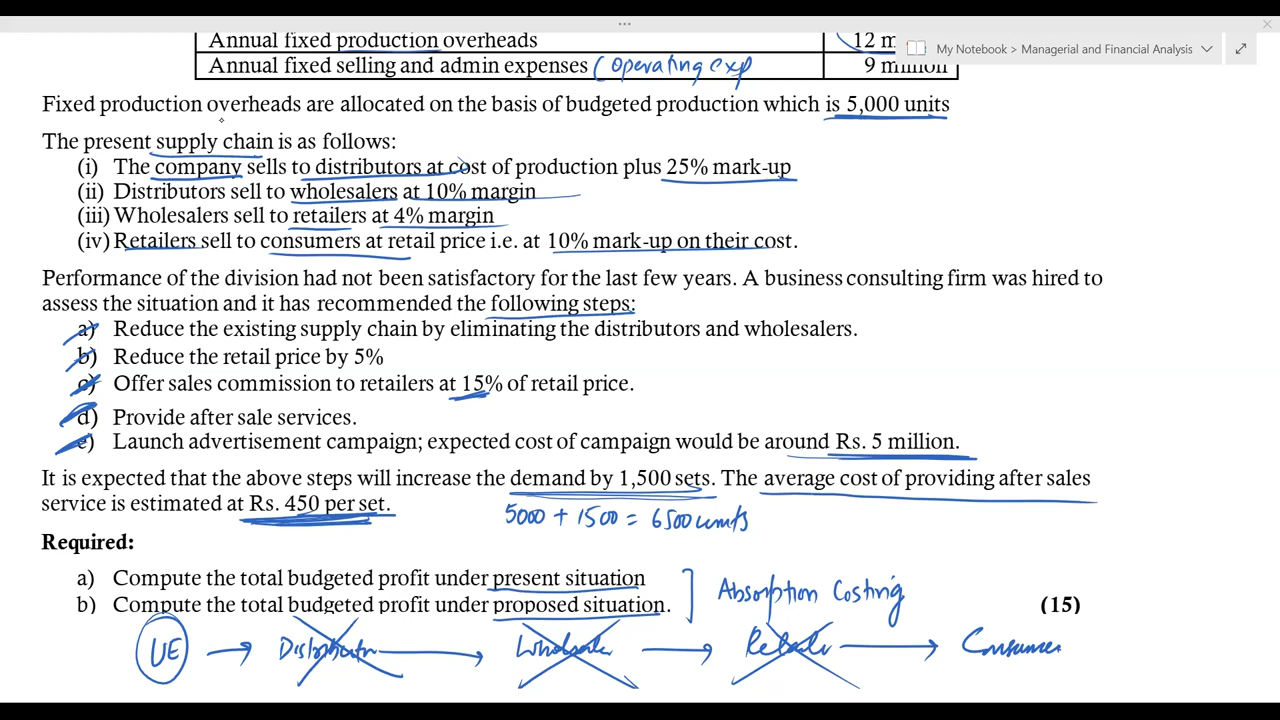 Annual fixed production overheads 12 m
My Notebook > Managerial and Financial Analysis
Annual fixed selling and admin expenses (Operating exp 9 million
Fixed production overheads are allocated on the basis of budgeted production which is 5,000 units
The present supply chain is as follows:
(i) The company sells to distributors at cost of production plus 25% mark-up
(ii) Distributors sell to wholesalers at 10% margin
(iii) Wholesalers sell to retailers at 4% margin
(iv) Retailers sell to consumers at retail price i.e. at 10% mark-up on their cost.
Performance of the division had not been satisfactory for the last few years. A business consulting firm was hired to
assess the situation and it has recommended the following steps:
a) Reduce the existing supply chain by eliminating the distributors and wholesalers.
b) Reduce the retail price by 5%
c) Offer sales commission to retailers at 15% of retail price.
d) Provide after sale services.
e) Launch advertisement campaign; expected cost of campaign would be around Rs. 5 million.
It is expected that the above steps will increase the demand by 1,500 sets. The average cost of providing after sales
service is estimated at Rs. 450 per set.
5000 + 1500 = 6500 units
Required:
a) Compute the total budgeted profit under present situation
b) Compute the total budgeted profit under proposed situation.
Absorption Costing
(15)
UE Distributor Wholesaler Retailer Consumer